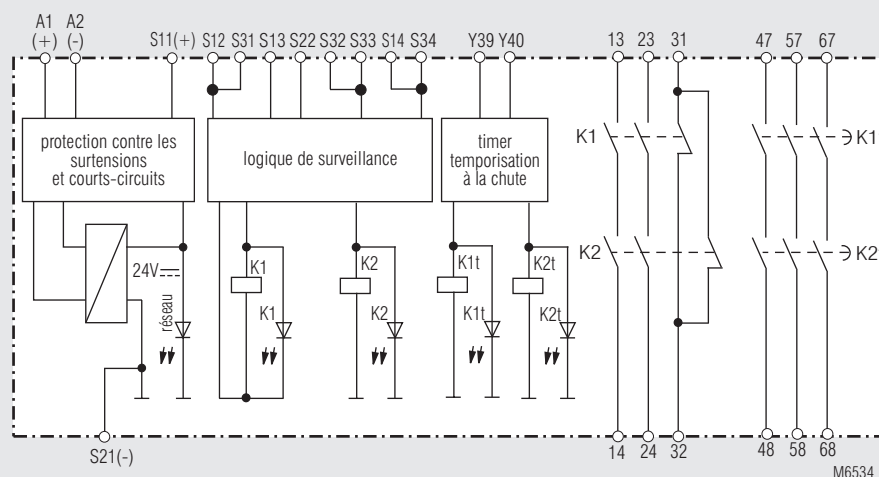 A1 A2
(+) (-) S11(+) S12 S31 S13 S22 S32 S33 S14 S34 Y39 Y40 13 23 31 47 57 67
protection contre les
surtensions
et courts-circuits
logique de surveillance
timer
temporisation
à la chute
K1 K1
K2 K2t
24V
réseau
K1
K1
K2
K2
K1t
K1t
K2t
K2t
S21(-)
14 24 32 48 58 68
M6534